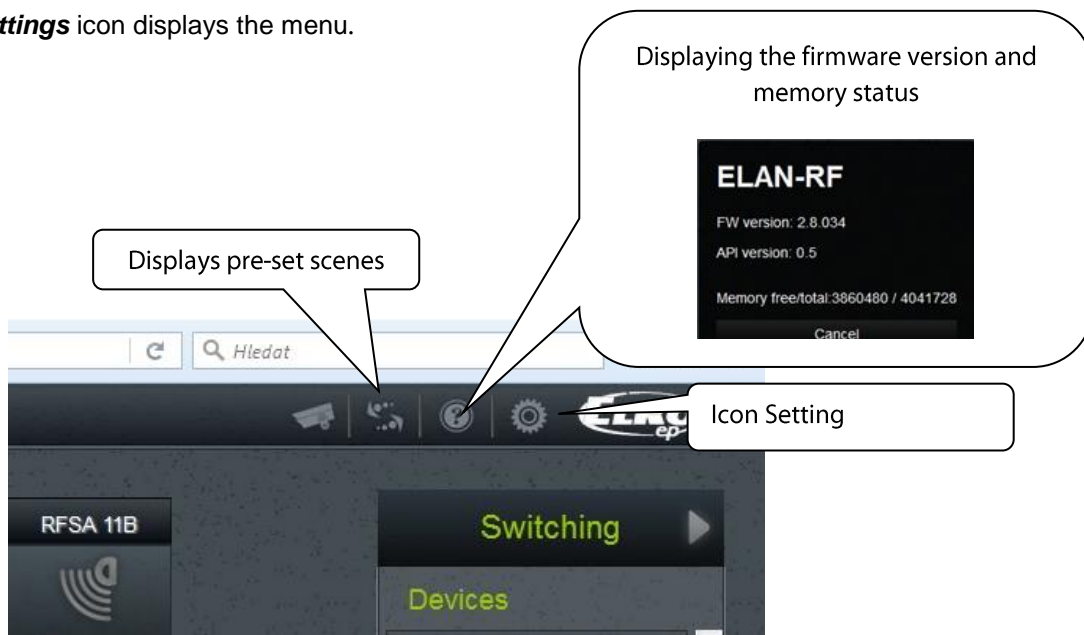 ttings icon displays the menu.
Displaying the firmware version and
memory status
ELAN-RF
FW version: 2.8.034
API version: 0.5
Memory free/total:3860480 / 4041728
Cancel
Displays pre-set scenes
Hledat
Icon Setting
ep
RFSA 11B
Switching
Devices